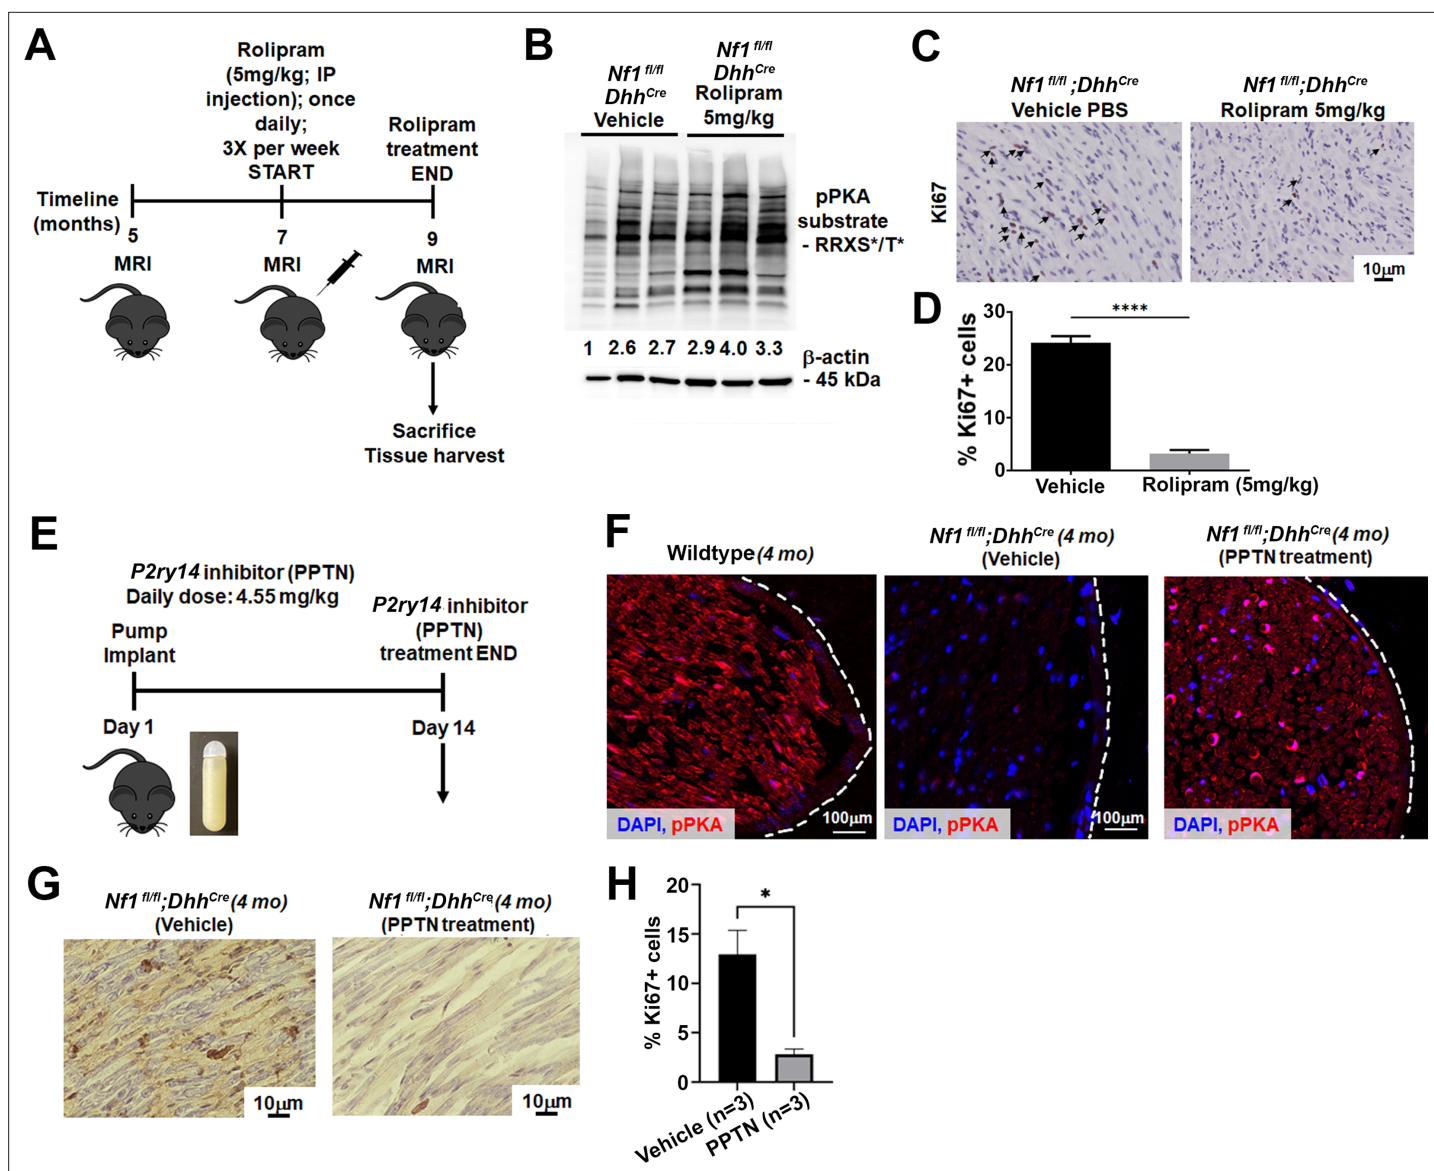 A
Rolipram
(5mg/kg; IP
injection); once
daily;
3X per week
START
Rolipram
treatment
END
Timeline
(months)
5
7
9
MRI
MRI
MRI
Sacrifice
Tissue harvest
B
Nf1 fl/fl
DhhCre
Vehicle
Nf1 fl/fl
DhhCre
Rolipram
5mg/kg
pPKA
substrate
- RRXS*/T*
1 2.6 2.7 2.9 4.0 3.3
β-actin
- 45 kDa
C
Nf1 fl/fl ;DhhCre
Vehicle PBS
Nf1 fl/fl;DhhCre
Rolipram 5mg/kg
Ki67
10μm
D
% Ki67+ cells
30
20
10
0
****
Vehicle
Rolipram (5mg/kg)
E
P2ry14 inhibitor (PPTN)
Daily dose: 4.55 mg/kg
Pump
Implant
P2ry14 inhibitor
(PPTN)
treatment END
Day 1
Day 14
F
Wildtype (4 mo)
Nf1 fl/fl;DhhCre (4 mo)
(Vehicle)
Nf1 fl/fl;DhhCre (4 mo)
(PPTN treatment)
DAPI, pPKA
100μm
DAPI, pPKA
100μm
DAPI, pPKA
G
Nf1 fl/fl;DhhCre (4 mo)
(Vehicle)
Nf1 fl/fl;DhhCre (4 mo)
(PPTN treatment)
10μm
10μm
H
% Ki67+ cells
20
15
10
5
0
*
Vehicle (n=3)
PPTN (n=3)